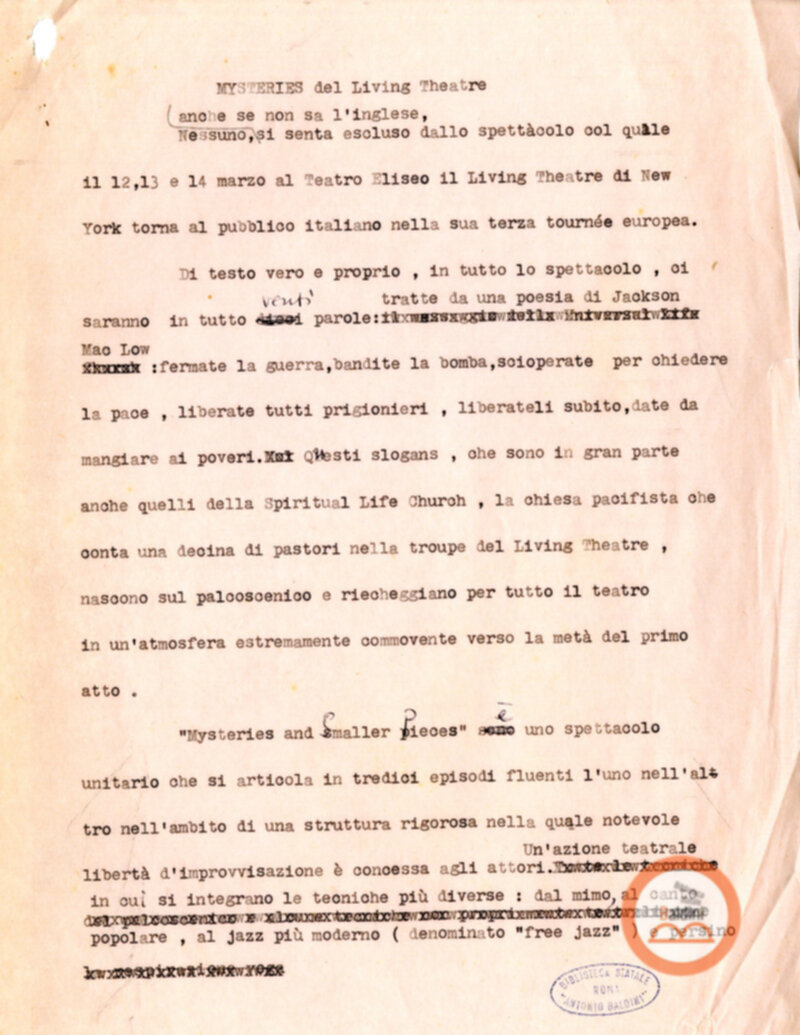 MYSTERIES del Living Theatre
anche se non sa l'inglese,
Nessuno,si senta escluso dallo spettàcolo col quale
il 12,13 e 14 marzo al Teatro Eliseo il Living Theatre di New
York torna al pubblico italiano nella sua terza tournée europea.
Di testo vero e proprio , in tutto lo spettacolo , ci
venti tratte da una poesia di Jackson
saranno in tutto dieci parole:
Mac Low
:fermate la guerra,bandite la bomba,scioperate per chiedere
la pace , liberate tutti prigionieri , liberateli subito,date da
mangiare ai poveri. Questi slogans , che sono in gran parte
anche quelli della Spiritual Life Church , la chiesa pacifista che
conta una decina di pastori nella troupe del Living Theatre ,
nascono sul palcoscenico e riecheggiano per tutto il teatro
in un'atmosfera estremamente commovente verso la metà del primo
atto .
è
"Mysteries and Smaller Pieces" sono uno spettacolo
unitario che si articola in tredici episodi fluenti l'uno nell'alt
tro nell'ambito di una struttura rigorosa nella quale notevole
Un'azione teatrale
libertà d'improvvisazione è concessa agli attori.
in cui si integrano le tecniche più diverse : dal mimo,al canto
popolare , al jazz più moderno ( denominato "free jazz" ) e persino
BIBLIOTECA STATALE
ROMA
"ANTONIO BALDINI"